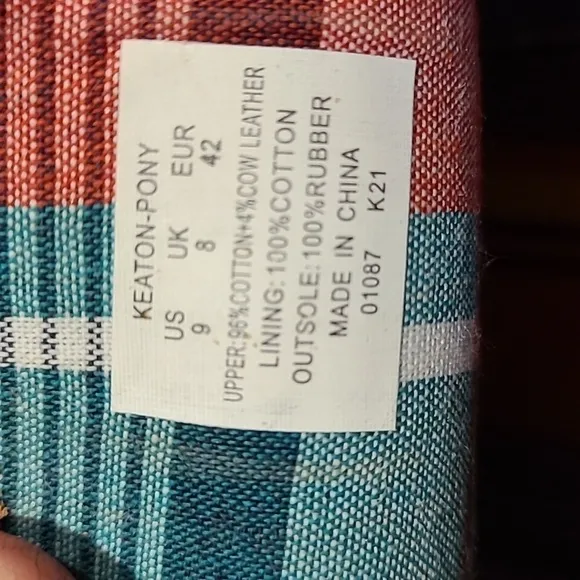 KEATON-PONY
US UK EUR
9 8 42
UPPER:96%COTTON+4%COW LEATHER
LINING:100%COTTON
OUTSOLE:100%RUBBER
MADE IN CHINA
01087 K21